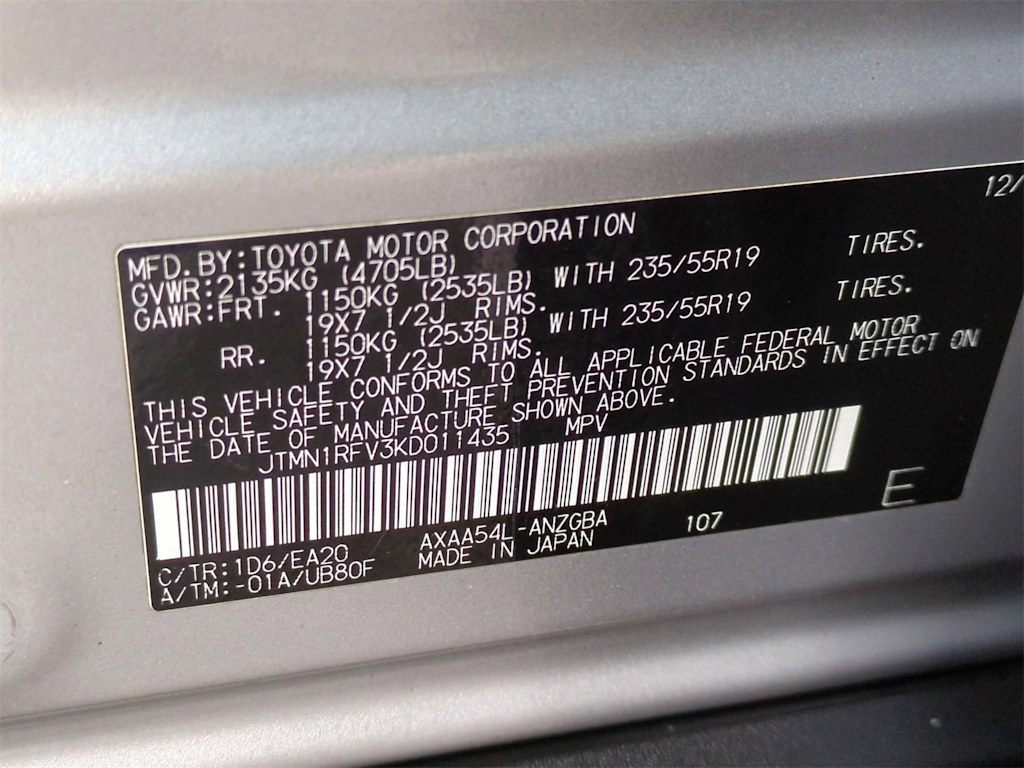 12/
MFD.BY:TOYOTA MOTOR CORPORATION
GVWR:2135KG (4705LB)
GAWR:FRT. 1150KG (2535LB) WITH 235/55R19 TIRES.
19X7 1/2J RIMS.
RR. 1150KG (2535LB) WITH 235/55R19 TIRES.
19X7 1/2J RIMS.
THIS VEHICLE CONFORMS TO ALL APPLICABLE FEDERAL MOTOR
VEHICLE SAFETY AND THEFT PREVENTION STANDARDS IN EFFECT ON
THE DATE OF MANUFACTURE SHOWN ABOVE.
JTMN1RFV3KD011435 MPV
E
C/TR:1D6/EA20 AXAA54L-ANZGBA 107
A/TM:-01A/UB80F MADE IN JAPAN